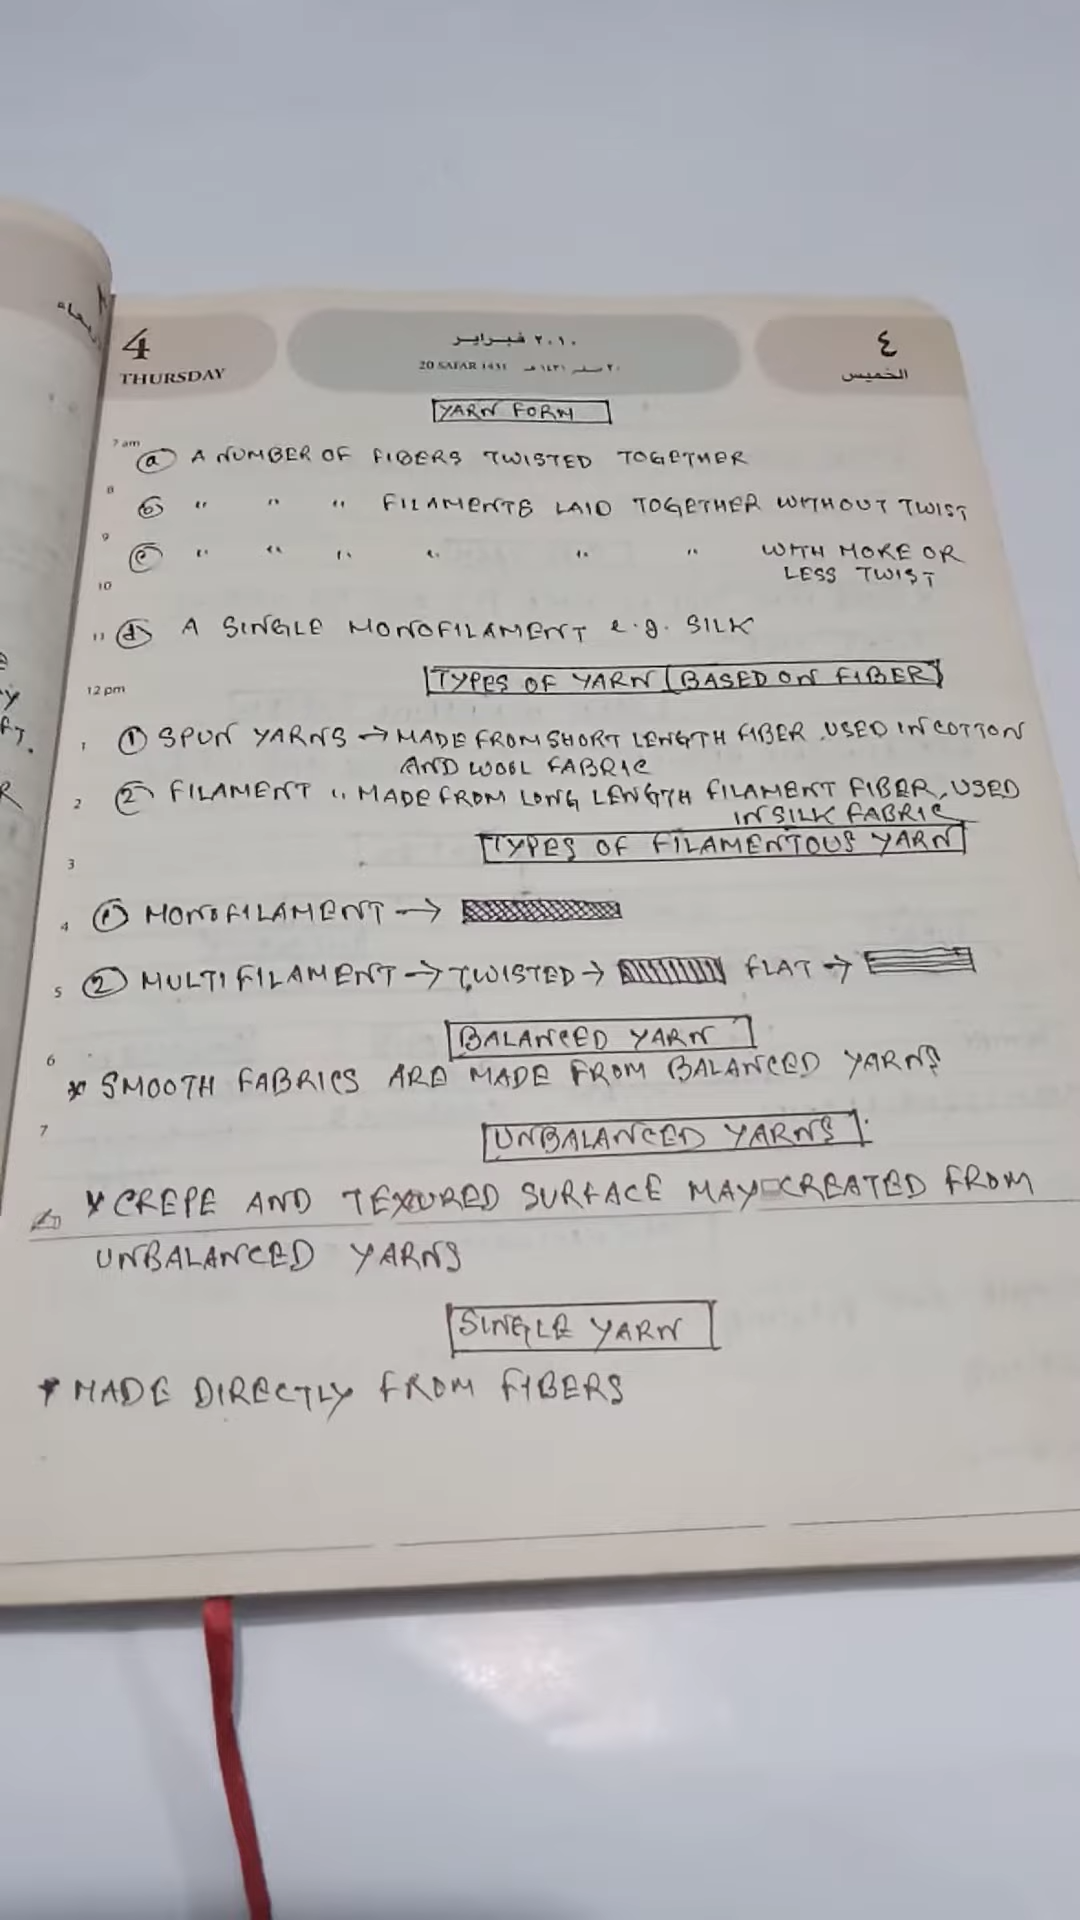 4
THURSDAY
٢٠١٠ فبراير
20 SAFAR 1431 ٢٠ صفر ١٤٣١ هـ
٤
الخميس
YARN FORM
7 am
(a) A NUMBER OF FIBERS TWISTED TOGETHER
8
(b) " " " FILAMENTS LAID TOGETHER WITHOUT TWIST
9
(c) " " " " " " WITH MORE OR
LESS TWIST
10
11 (d) A SINGLE MONOFILAMENT e.g. SILK
12 pm
TYPES OF YARN (BASED ON FIBER)
1 (1) SPUN YARNS → MADE FROM SHORT LENGTH FIBER, USED IN COTTON
AND WOOL FABRIC
2 (2) FILAMENT " MADE FROM LONG LENGTH FILAMENT FIBER, USED
IN SILK FABRIC
3
TYPES OF FILAMENTOUS YARN
4 (1) MONOFILAMENT →
5 (2) MULTIFILAMENT → TWISTED → FLAT →
BALANCED YARN
6
* SMOOTH FABRICS ARE MADE FROM BALANCED YARNS
7
UNBALANCED YARNS
* CREPE AND TEXURED SURFACE MAY CREATED FROM
UNBALANCED YARNS
SINGLE YARN
* MADE DIRECTLY FROM FIBERS